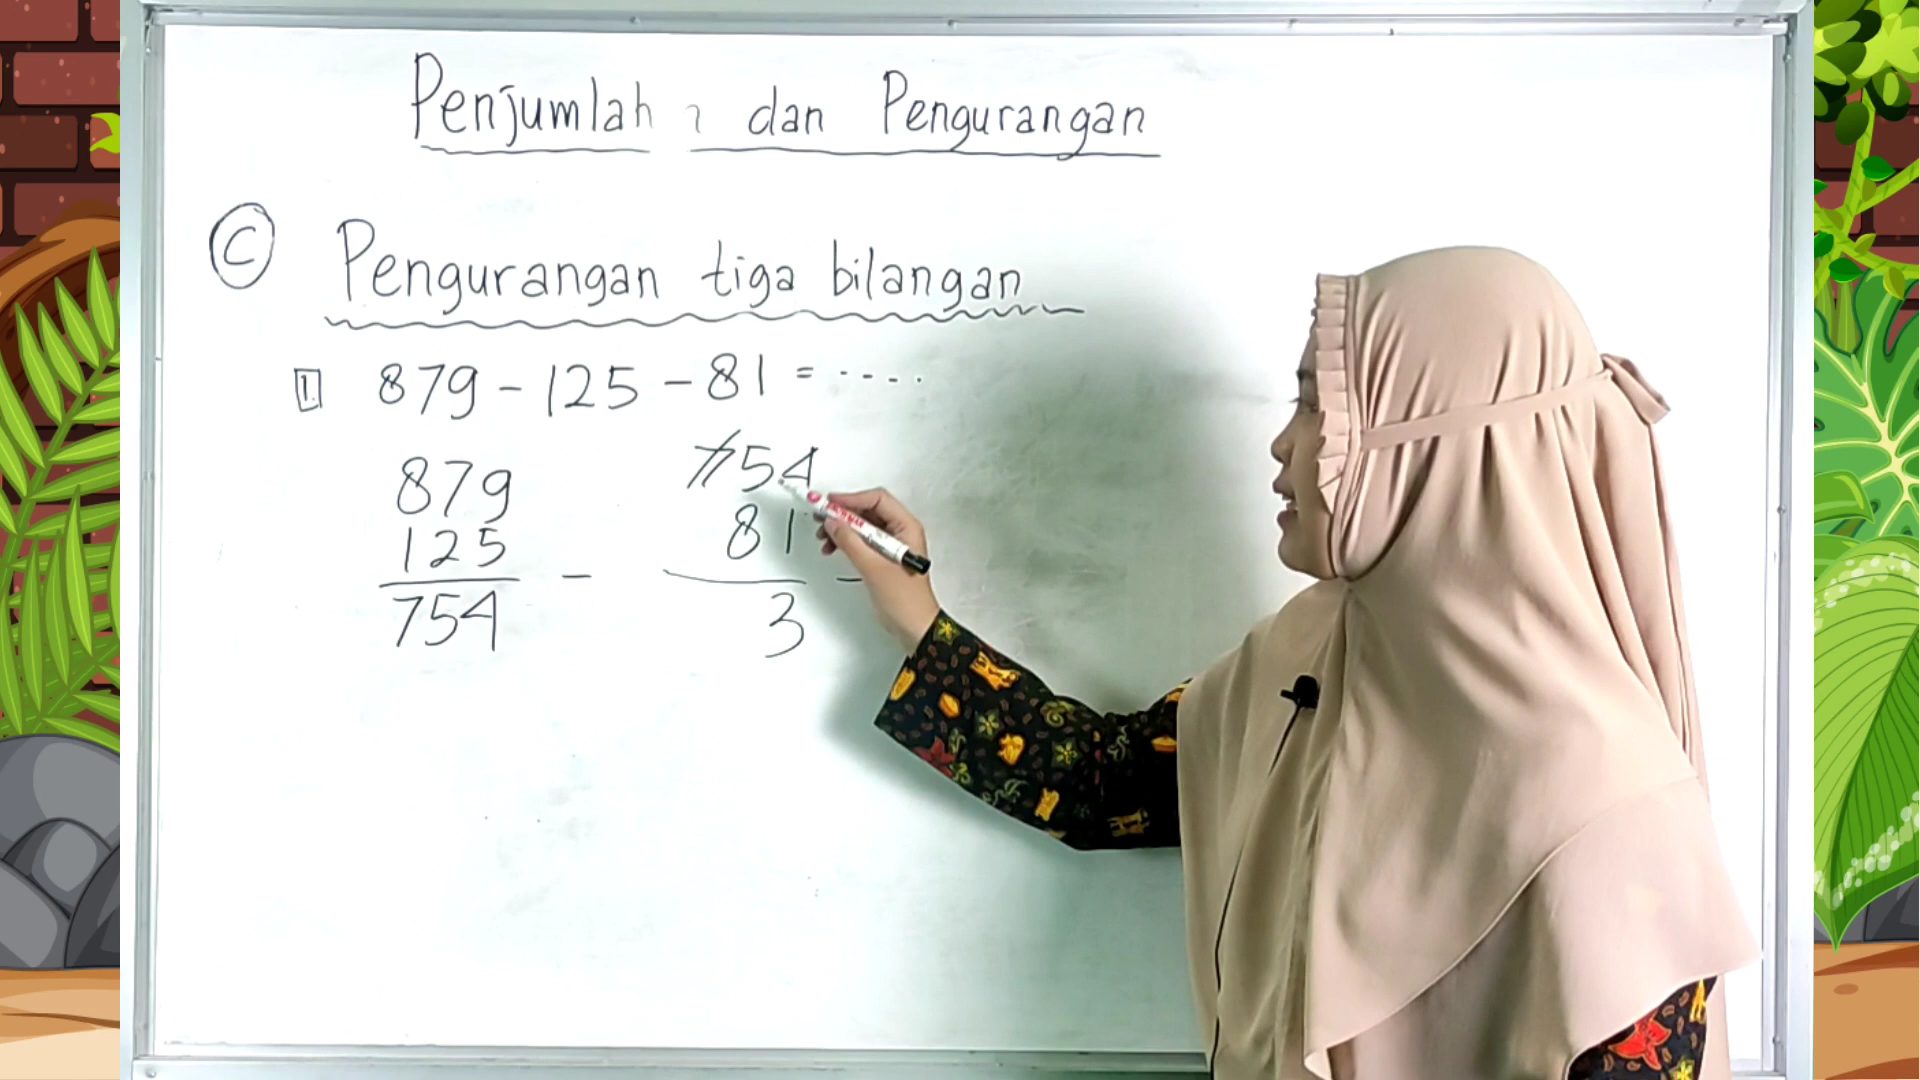 Penjumlah n dan Pengurangan
C Pengurangan tiga bilangan
1. 879 - 125 - 81 = ....
879
125
-
754
754
81
-
3